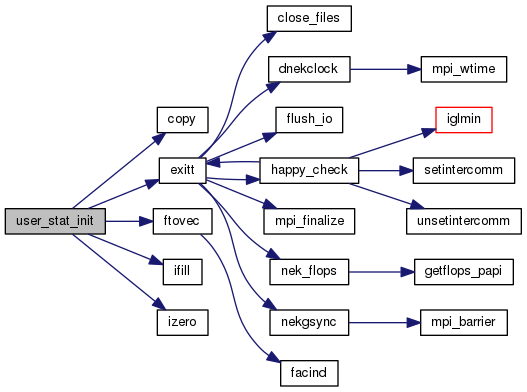 close_files
dnekclock
mpi_wtime
copy
flush_io
iglmin
exitt
happy_check
setintercomm
user_stat_init
ftovec
mpi_finalize
unsetintercomm
ifill
nek_flops
getflops_papi
izero
nekgsync
mpi_barrier
facind